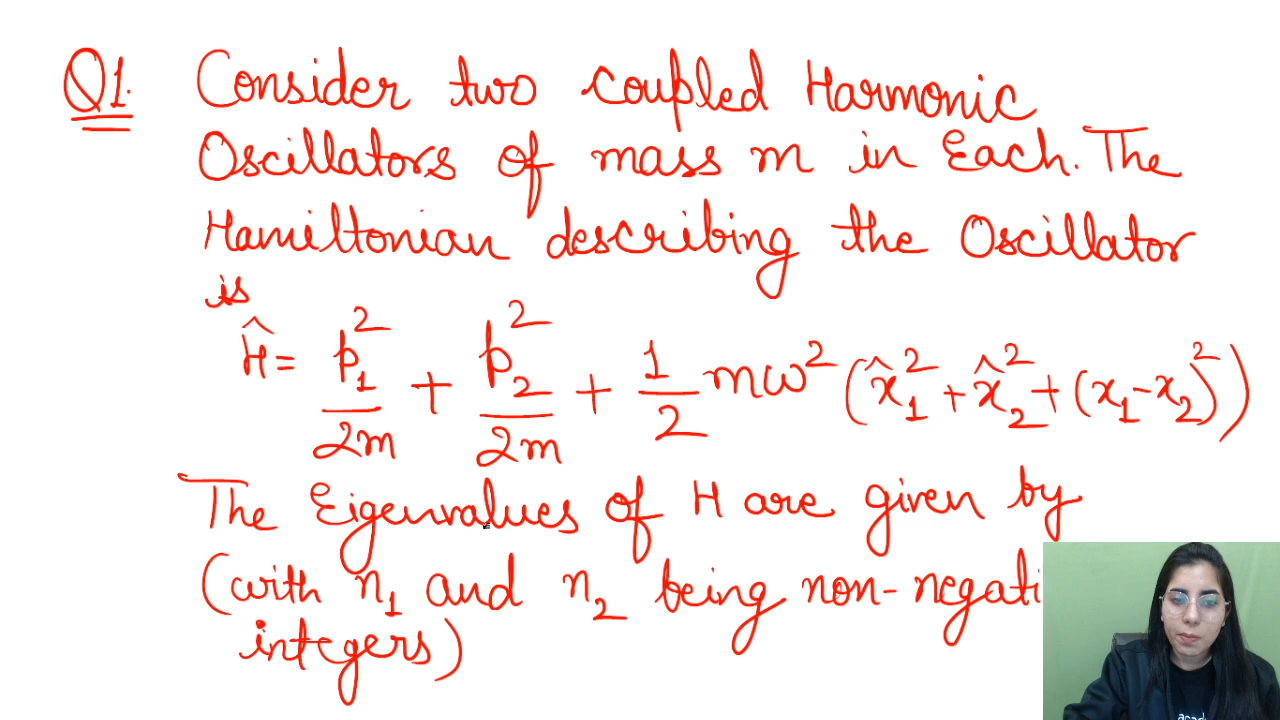 Q1. Consider two coupled Harmonic
Oscillators of mass m in Each. The
Hamiltonian describing the Oscillator
is
Ĥ = p₁²/2m + p₂²/2m + 1/2 mω² (x̂₁² + x̂₂² + (x₁-x₂)²)
The Eigenvalues of H are given by
(with n₁ and n₂ being non-negati
integers)